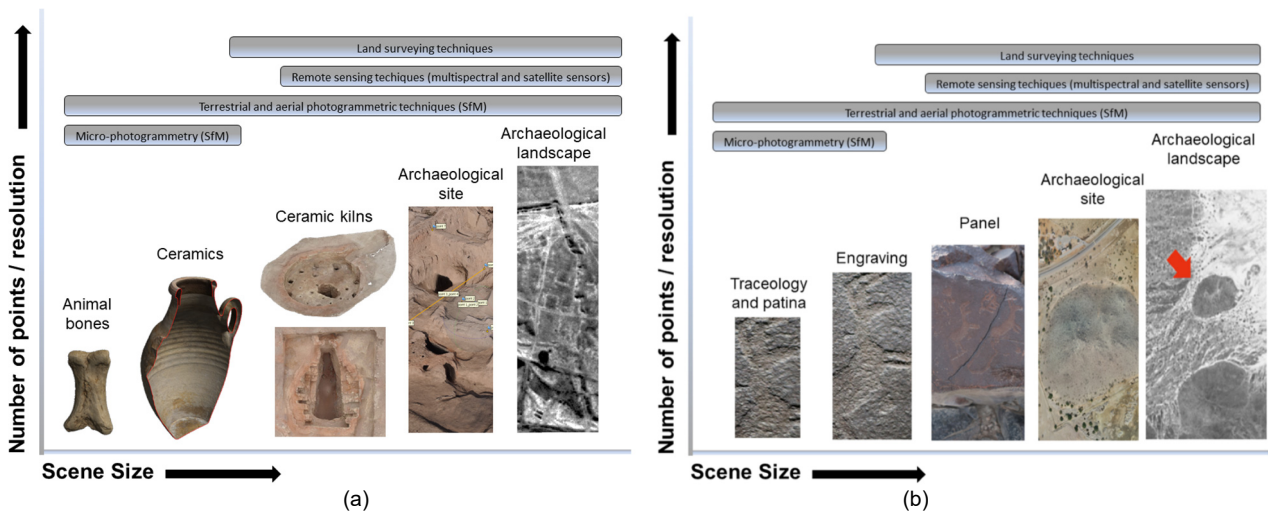 Land surveying techniques
Remote sensing techiques (multispectral and satellite sensors)
Terrestrial and aerial photogrammetric techniques (SfM)
Micro-photogrammetry (SfM)
Archaeological
landscape
Archaeological
site
Ceramic kilns
Ceramics
Animal
bones
Number of points / resolution
Scene Size
(a)
Land surveying techniques
Remote sensing techiques (multispectral and satellite sensors)
Terrestrial and aerial photogrammetric techniques (SfM)
Micro-photogrammetry (SfM)
Archaeological
landscape
Archaeological
site
Panel
Engraving
Traceology
and patina
Number of points / resolution
Scene Size
(b)